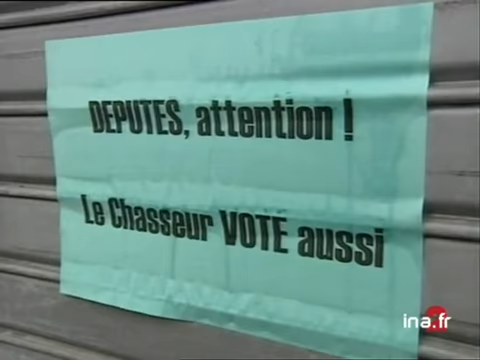 DEPUTES, attention !
Le Chasseur VOTE aussi
ina.fr